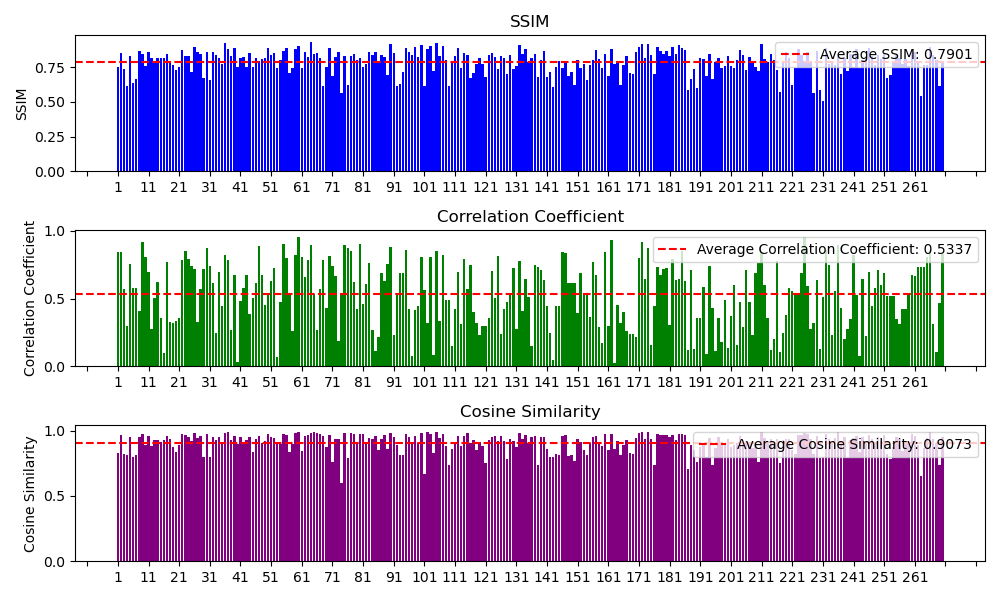 SSIM
SSIM
0.75
0.50
0.25
0.00
Average SSIM: 0.7901
1 11 21 31 41 51 61 71 81 91 101 111 121 131 141 151 161 171 181 191 201 211 221 231 241 251 261
Correlation Coefficient
Correlation Coefficient
1.0
0.5
0.0
Average Correlation Coefficient: 0.5337
1 11 21 31 41 51 61 71 81 91 101 111 121 131 141 151 161 171 181 191 201 211 221 231 241 251 261
Cosine Similarity
Cosine Similarity
1.0
0.5
0.0
Average Cosine Similarity: 0.9073
1 11 21 31 41 51 61 71 81 91 101 111 121 131 141 151 161 171 181 191 201 211 221 231 241 251 261